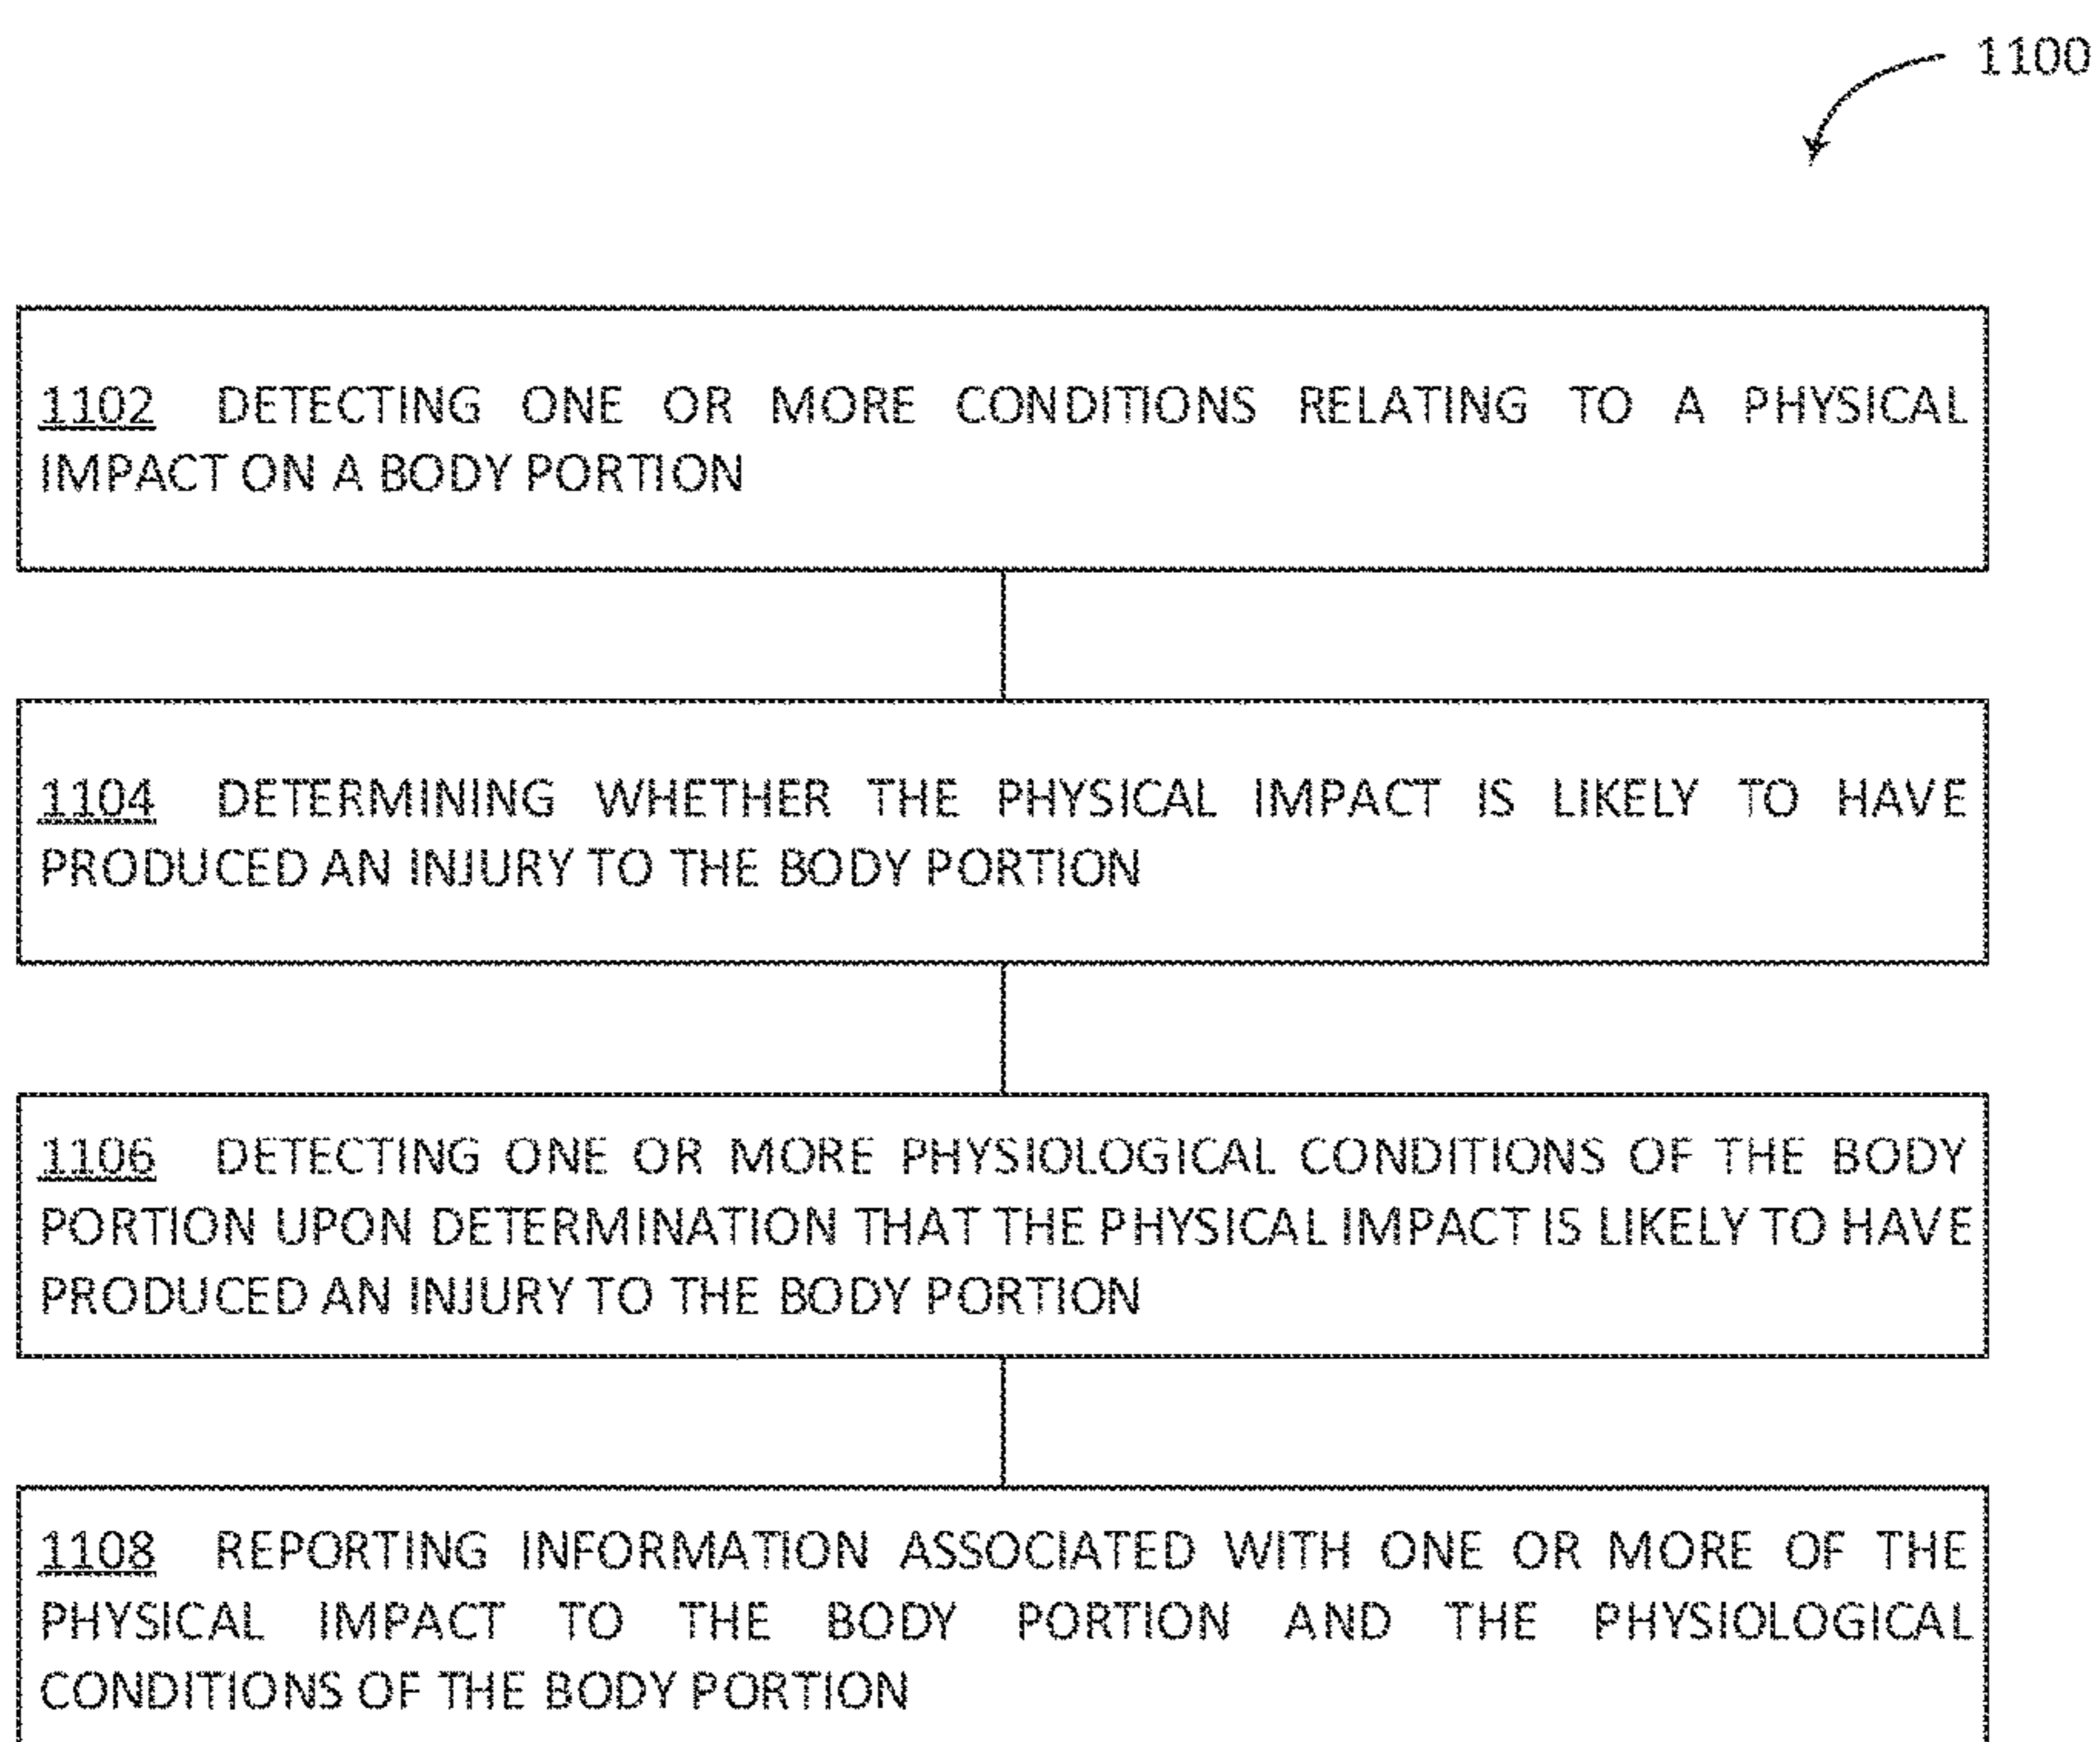 1100
1102 DETECTING ONE OR MORE CONDITIONS RELATING TO A PHYSICAL
IMPACT ON A BODY PORTION
1104 DETERMINING WHETHER THE PHYSICAL IMPACT IS LIKELY TO HAVE
PRODUCED AN INJURY TO THE BODY PORTION
1106 DETECTING ONE OR MORE PHYSIOLOGICAL CONDITIONS OF THE BODY
PORTION UPON DETERMINATION THAT THE PHYSICAL IMPACT IS LIKELY TO HAVE
PRODUCED AN INJURY TO THE BODY PORTION
1108 REPORTING INFORMATION ASSOCIATED WITH ONE OR MORE OF THE
PHYSICAL IMPACT TO THE BODY PORTION AND THE PHYSIOLOGICAL
CONDITIONS OF THE BODY PORTION